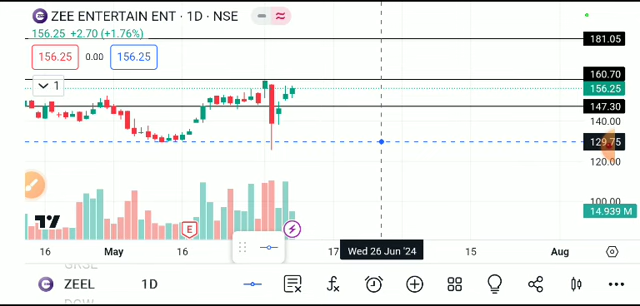 ZEE ENTERTAIN ENT · 1D · NSE
156.25 +2.70 (+1.76%)
156.25 0.00 156.25
1
181.05
160.70
156.25
147.30
140.00
129.75
120.00
100.00
14.939 M
E
16 May 16 17 Wed 26 Jun '24 15 Aug
ZEEL 1D